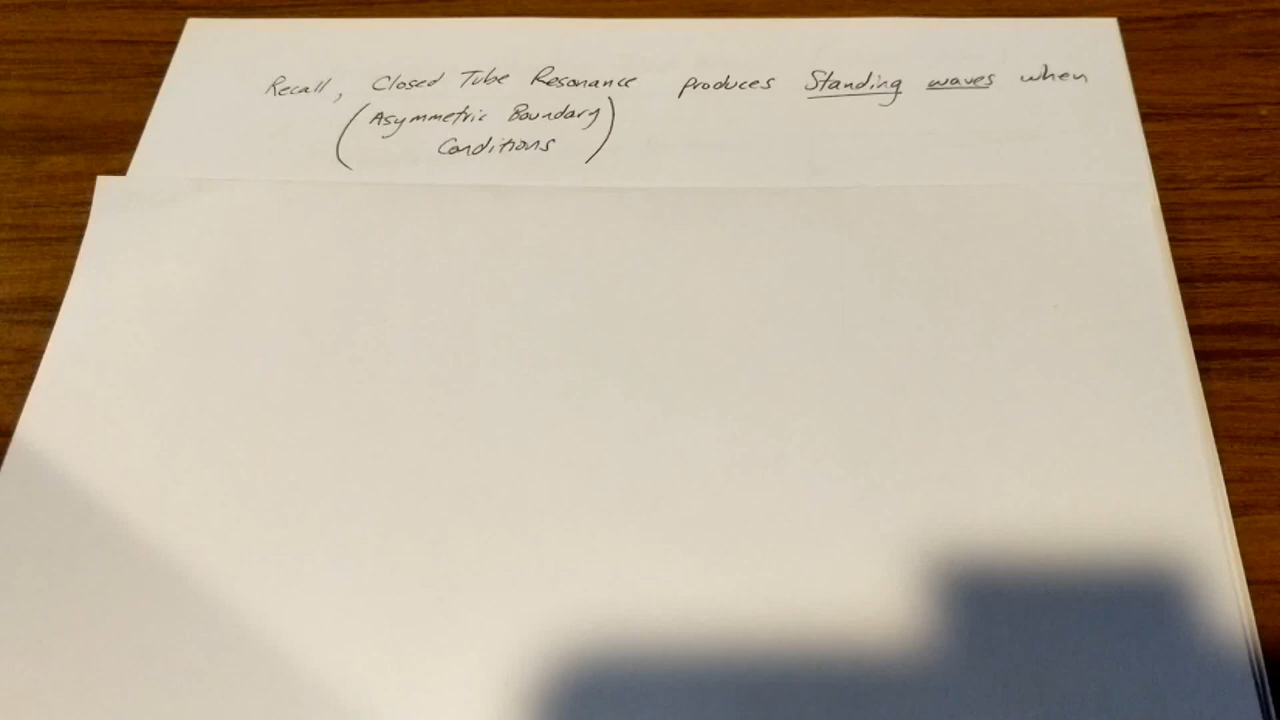 Recall, Closed Tube Resonance produces Standing waves when
(Asymmetric Boundary
Conditions)